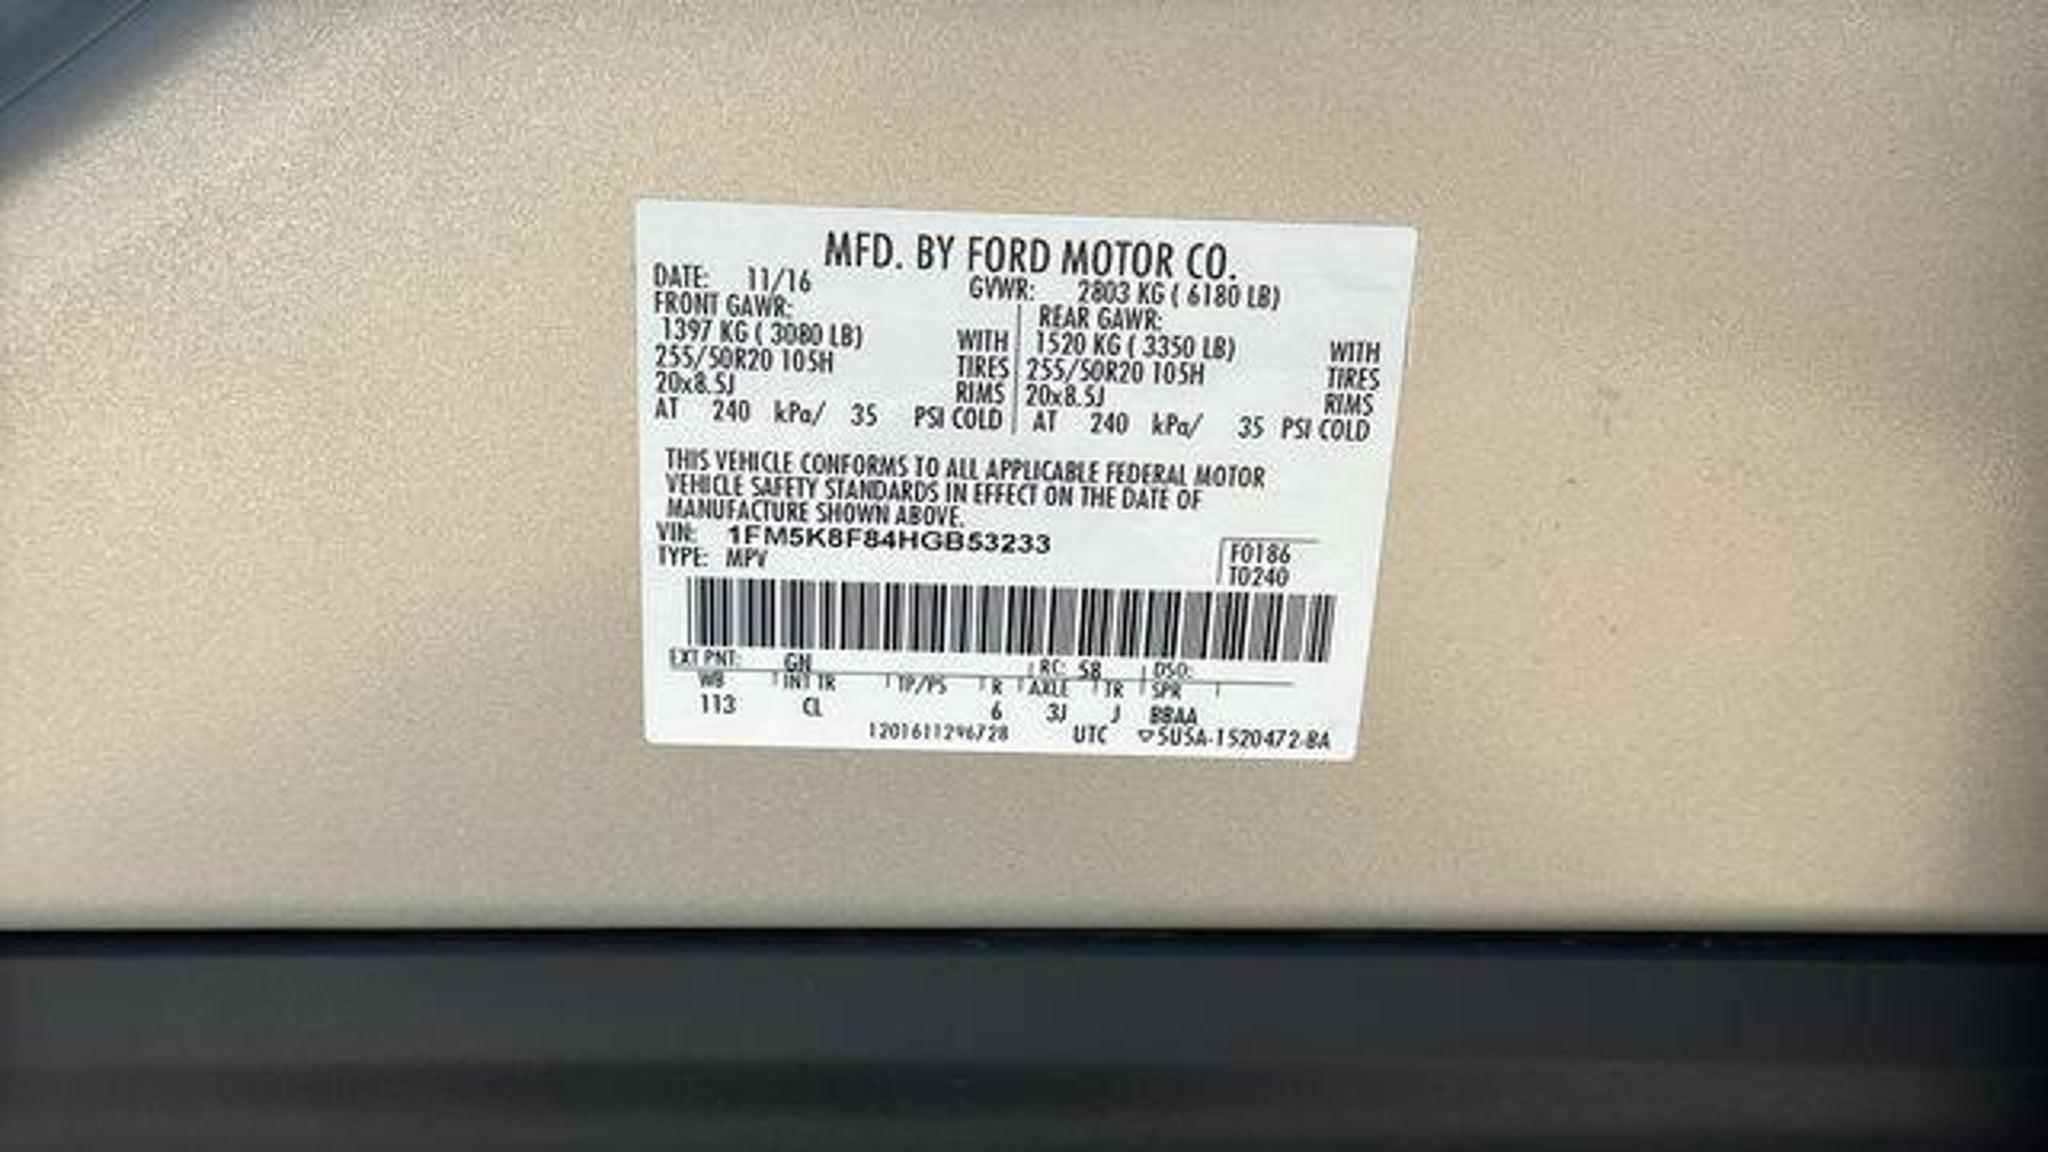 MFD. BY FORD MOTOR CO.
DATE: 11/16 GVWR: 2803 KG ( 6180 LB)
FRONT GAWR: REAR GAWR:
1397 KG ( 3080 LB) WITH 1520 KG ( 3350 LB) WITH
255/50R20 105H TIRES 255/50R20 105H TIRES
20x8.5J RIMS 20x8.5J RIMS
AT 240 kPa/ 35 PSI COLD AT 240 kPa/ 35 PSI COLD
THIS VEHICLE CONFORMS TO ALL APPLICABLE FEDERAL MOTOR
VEHICLE SAFETY STANDARDS IN EFFECT ON THE DATE OF
MANUFACTURE SHOWN ABOVE.
VIN: 1FM5K8F84HGB53233 F0186
TYPE: MPV T0240
EXT PNT: GN RC: 58 DSO:
WB INT TR TP/PS R AXLE TR SPR
113 CL 6 3J J BBAA
1201611296728 UTC ▽5U5A-1520472-BA